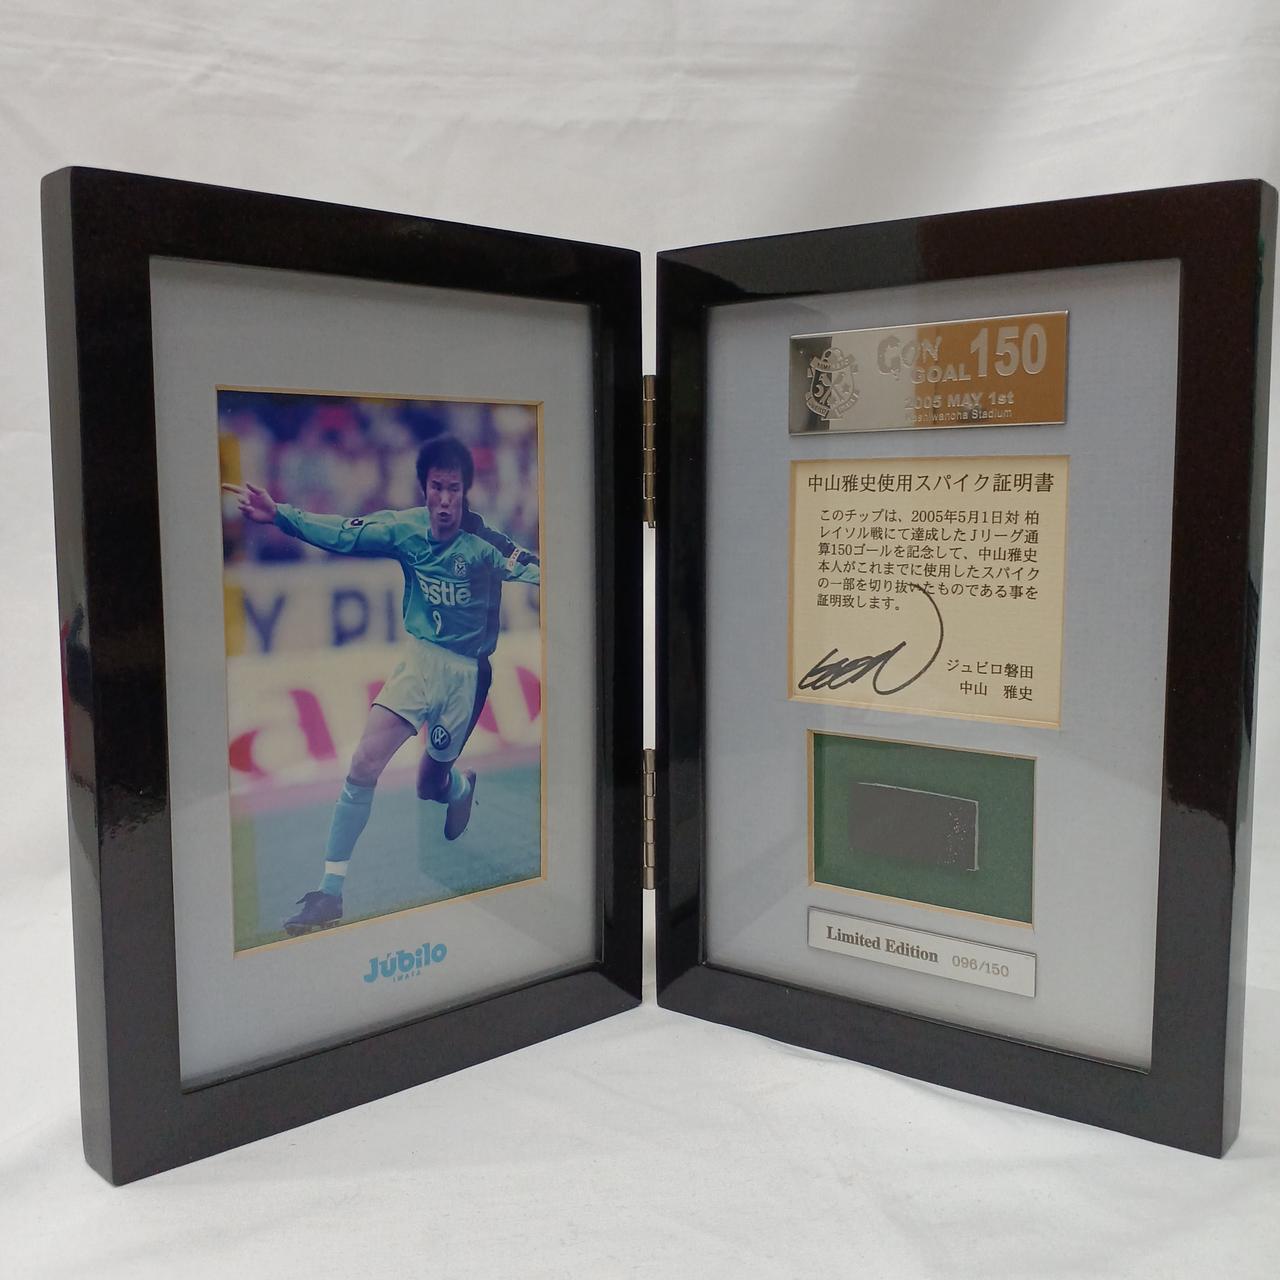 estle
9
Júbilo
IWATA
GON
GOAL 150
2005 MAY 1st
Kashiwanoha Stadium
中山雅史使用スパイク証明書
このチップは、2005年5月1日対 柏
レイソル戦にて達成したJリーグ通
算150ゴールを記念して、中山雅史
本人がこれまでに使用したスパイク
の一部を切り抜いたものである事を
証明致します。
ジュビロ磐田
中山 雅史
Limited Edition 096/150